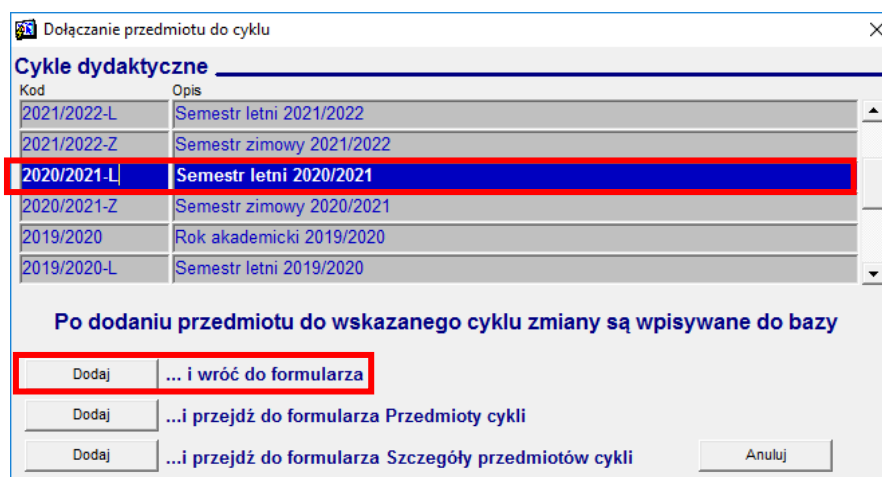 Dołączanie przedmiotu do cyklu
Cykle dydaktyczne
Kod Opis
2021/2022-L Semestr letni 2021/2022
2021/2022-Z Semestr zimowy 2021/2022
2020/2021-L Semestr letni 2020/2021
2020/2021-Z Semestr zimowy 2020/2021
2019/2020 Rok akademicki 2019/2020
2019/2020-L Semestr letni 2019/2020
Po dodaniu przedmiotu do wskazanego cyklu zmiany są wpisywane do bazy
Dodaj ... i wróć do formularza
Dodaj ...i przejdź do formularza Przedmioty cykli
Dodaj ...i przejdź do formularza Szczegóły przedmiotów cykli Anuluj